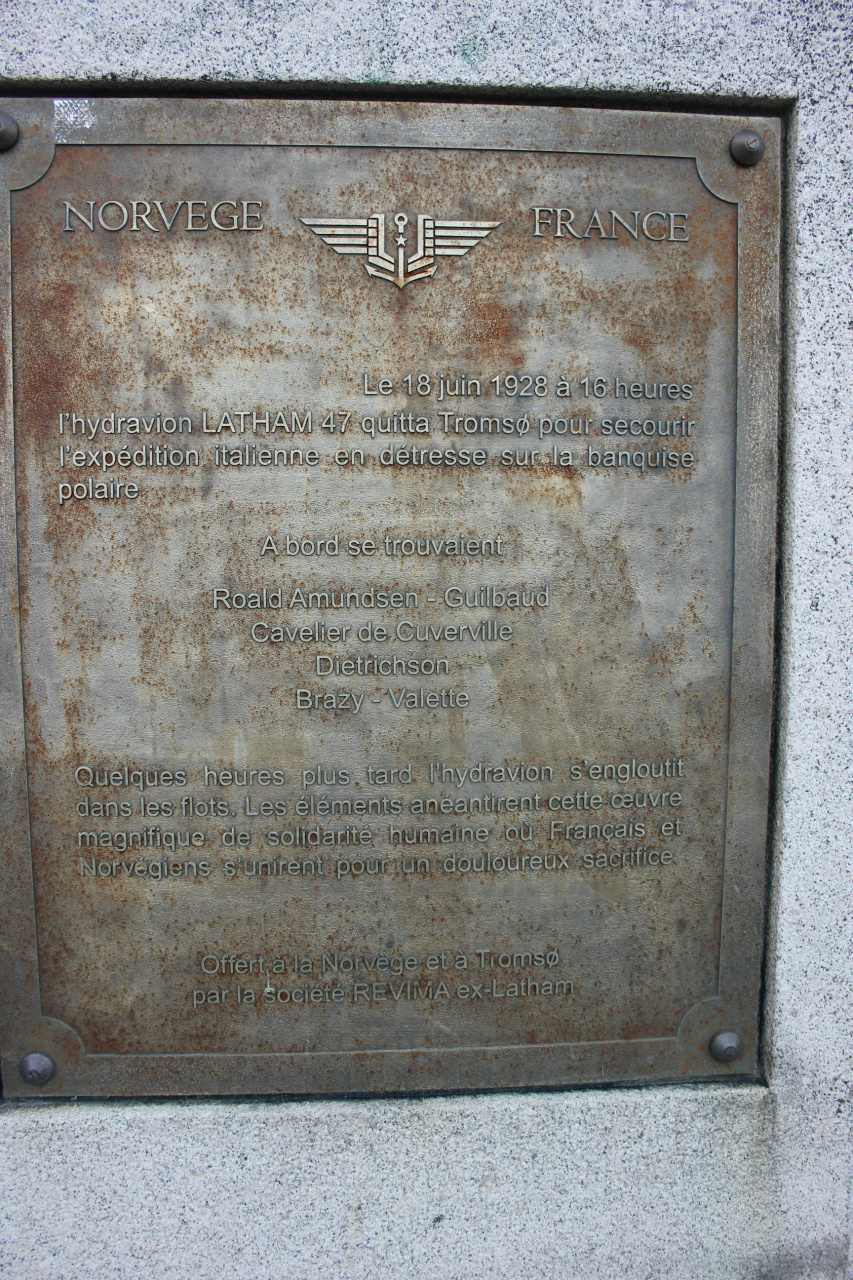 NORVEGE FRANCE
Le 18 juin 1928 à 16 heures
l'hydravion LATHAM 47 quitta Tromsø pour secourir
l'expédition italienne en détresse sur la banquise
polaire
A bord se trouvaient
Roald Amundsen - Guilbaud
Cavelier de Cuverville
Dietrichson
Brazy - Valette
Quelques heures plus tard l'hydravion s'engloutit
dans les flots. Les éléments anéantirent cette œuvre
magnifique de solidarité humaine où Français et
Norvégiens s'unirent pour un douloureux sacrifice.
Offert à la Norvège et à Tromsø
par la société REVIMA ex-Latham